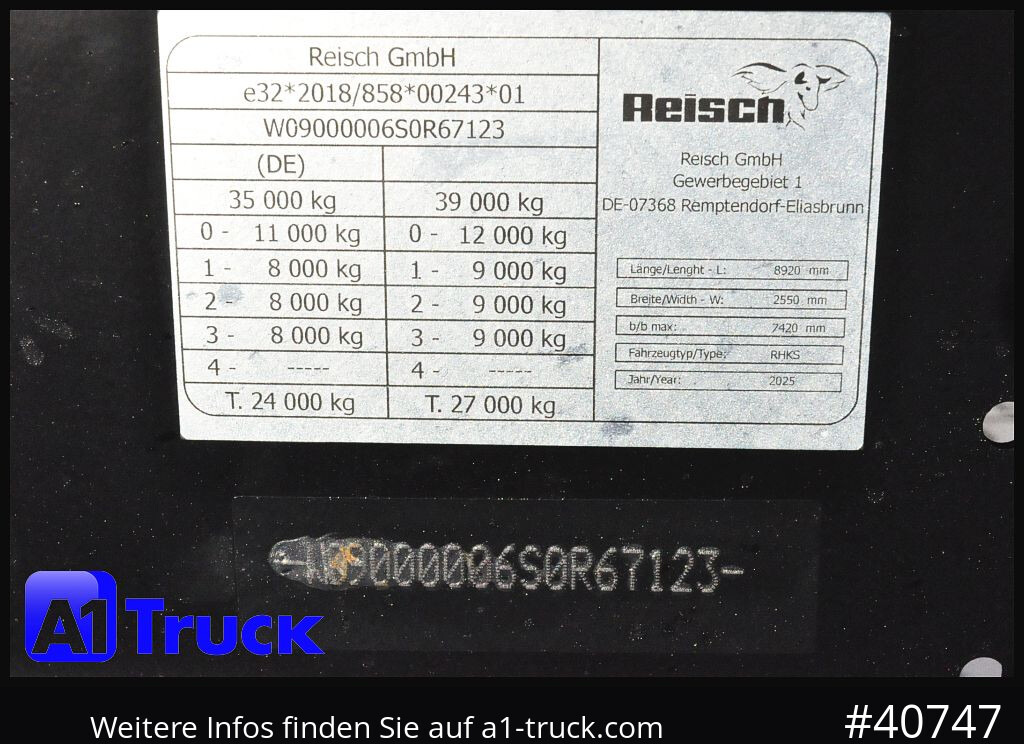 Reisch GmbH
e32*2018/858*00243*01
W09000006S0R67123
(DE)
35 000 kg 39 000 kg
0 - 11 000 kg 0 - 12 000 kg
1 - 8 000 kg 1 - 9 000 kg
2 - 8 000 kg 2 - 9 000 kg
3 - 8 000 kg 3 - 9 000 kg
4 - ----- 4 - -----
T. 24 000 kg T. 27 000 kg
Reisch
Reisch GmbH
Gewerbegebiet 1
DE-07368 Remptendorf-Eliasbrunn
Länge/Lenght - L: 8920 mm
Breite/Width - W: 2550 mm
b/b max: 7420 mm
Fahrzeugtyp/Type: RHKS
Jahr/Year: 2025
-W09000006S0R67123-
A1 Truck
Weitere Infos finden Sie auf a1-truck.com
#40747